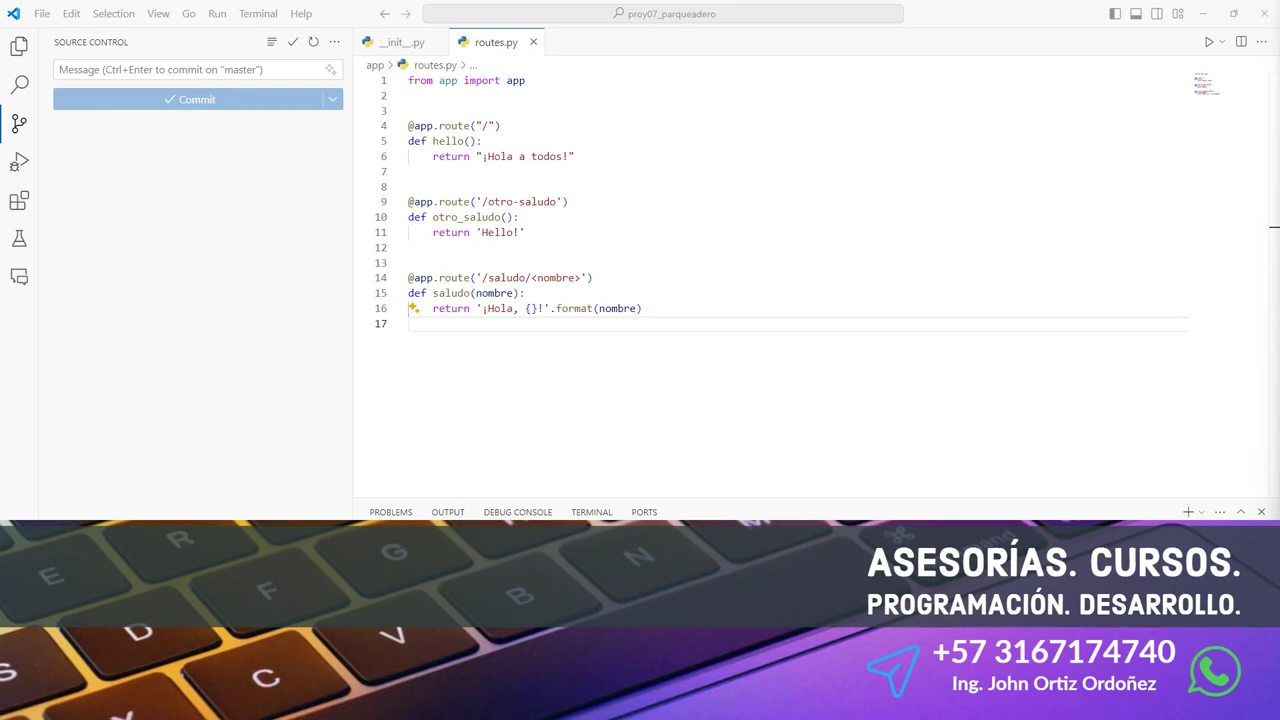 File Edit Selection View Go Run Terminal Help
proy07_parqueadero
SOURCE CONTROL
Message (Ctrl+Enter to commit on "master")
Commit
__init__.py
routes.py
app > routes.py > ...
1 from app import app
2
3
4 @app.route("/")
5 def hello():
6 return "¡Hola a todos!"
7
8
9 @app.route('/otro-saludo')
10 def otro_saludo():
11 return 'Hello!'
12
13
14 @app.route('/saludo/<nombre>')
15 def saludo(nombre):
16 return '¡Hola, {}!'.format(nombre)
17
PROBLEMS OUTPUT DEBUG CONSOLE TERMINAL PORTS
ASESORÍAS. CURSOS.
PROGRAMACIÓN. DESARROLLO.
+57 3167174740
Ing. John Ortiz Ordoñez
E R G N B F D V C S